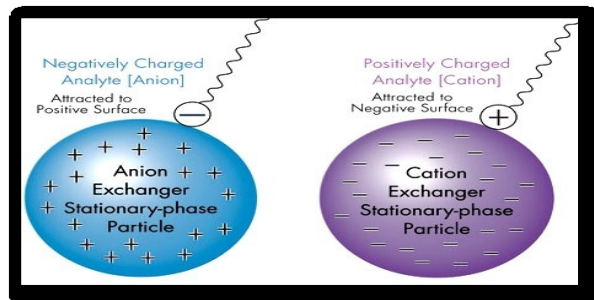 Negatively Charged
Analyte [Anion]
Attracted to
Positive Surface
Anion
Exchanger
Stationary-phase
Particle
Positively Charged
Analyte [Cation]
Attracted to
Negative Surface
Cation
Exchanger
Stationary-phase
Particle